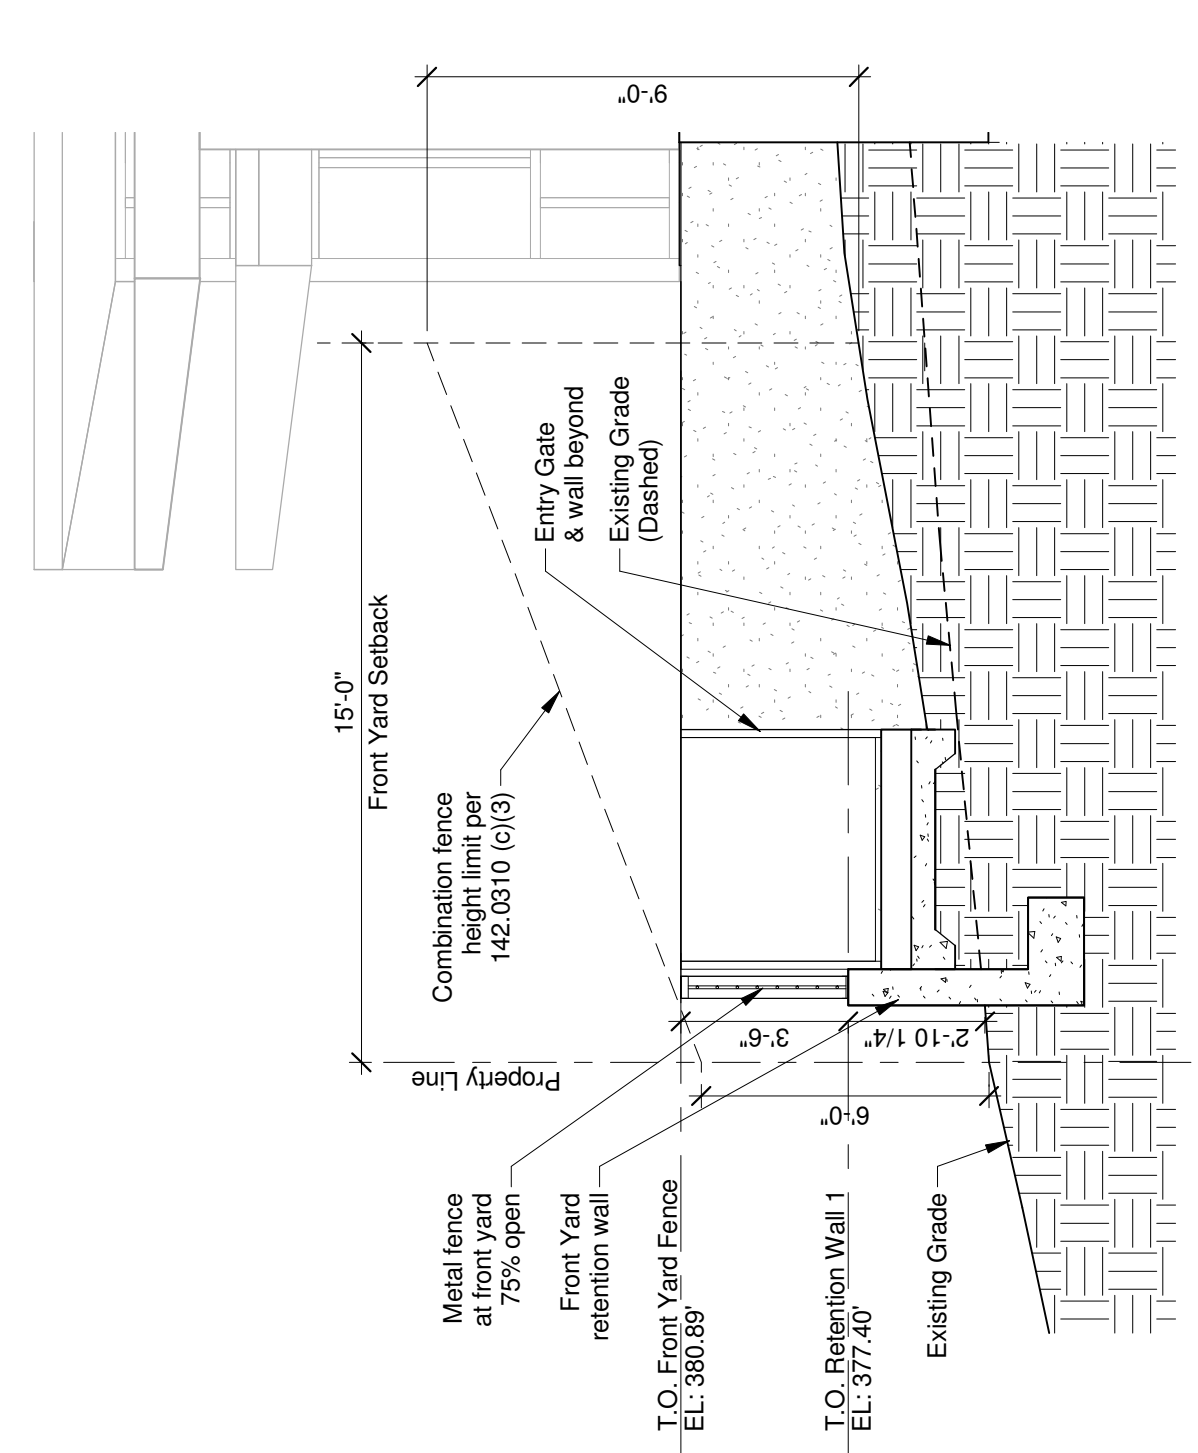 9'-0"
15'-0"
Front Yard Setback
Entry Gate
& wall beyond
Existing Grade
(Dashed)
Combination fence
height limit per
142.0310 (c)(3)
Property Line
3'-6"
2'-10 1/4"
6'-0"
Metal fence
at front yard
75% open
Front Yard
retention wall
T.O. Front Yard Fence
EL: 380.89'
T.O. Retention Wall 1
EL: 377.40'
Existing Grade